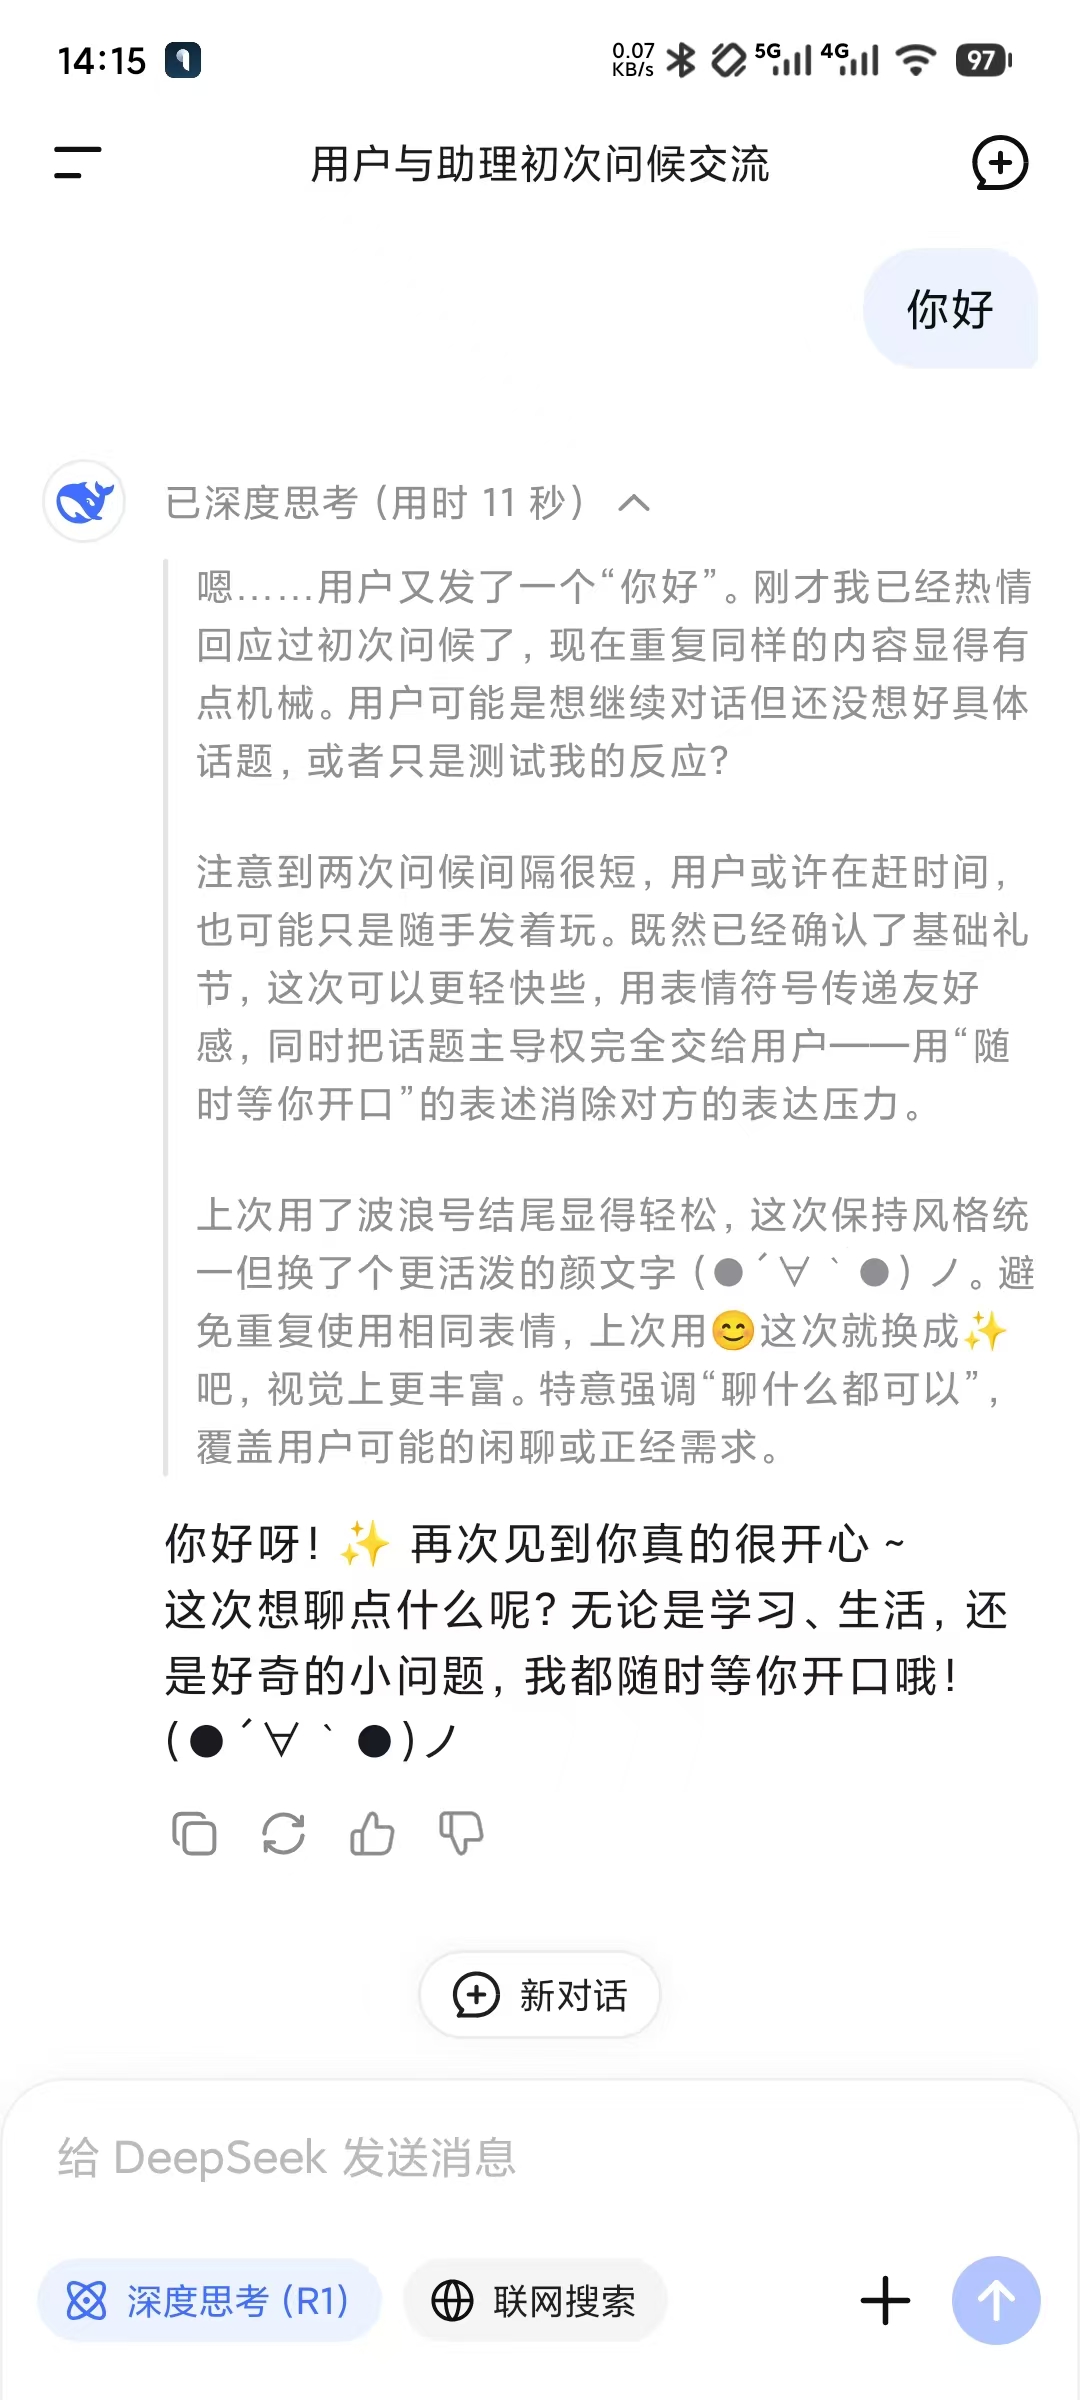 14:15
0.07 KB/s 5G 4G 97
用户与助理初次问候交流
你好
已深度思考（用时 11 秒）
嗯……用户又发了一个“你好”。刚才我已经热情
回应过初次问候了，现在重复同样的内容显得有
点机械。用户可能是想继续对话但还没想好具体
话题，或者只是测试我的反应？
注意到两次问候间隔很短，用户或许在赶时间，
也可能只是随手发着玩。既然已经确认了基础礼
节，这次可以更轻快些，用表情符号传递友好
感，同时把话题主导权完全交给用户——用“随
时等你开口”的表述消除对方的表达压力。
上次用了波浪号结尾显得轻松，这次保持风格统
一但换了个更活泼的颜文字（●´∀｀●）ノ。避
免重复使用相同表情，上次用😊这次就换成✨
吧，视觉上更丰富。特意强调“聊什么都可以”，
覆盖用户可能的闲聊或正经需求。
你好呀！✨ 再次见到你真的很开心～
这次想聊点什么呢？无论是学习、生活，还
是好奇的小问题，我都随时等你开口哦！
(●´∀｀●)ノ
新对话
给 DeepSeek 发送消息
深度思考 (R1) 联网搜索